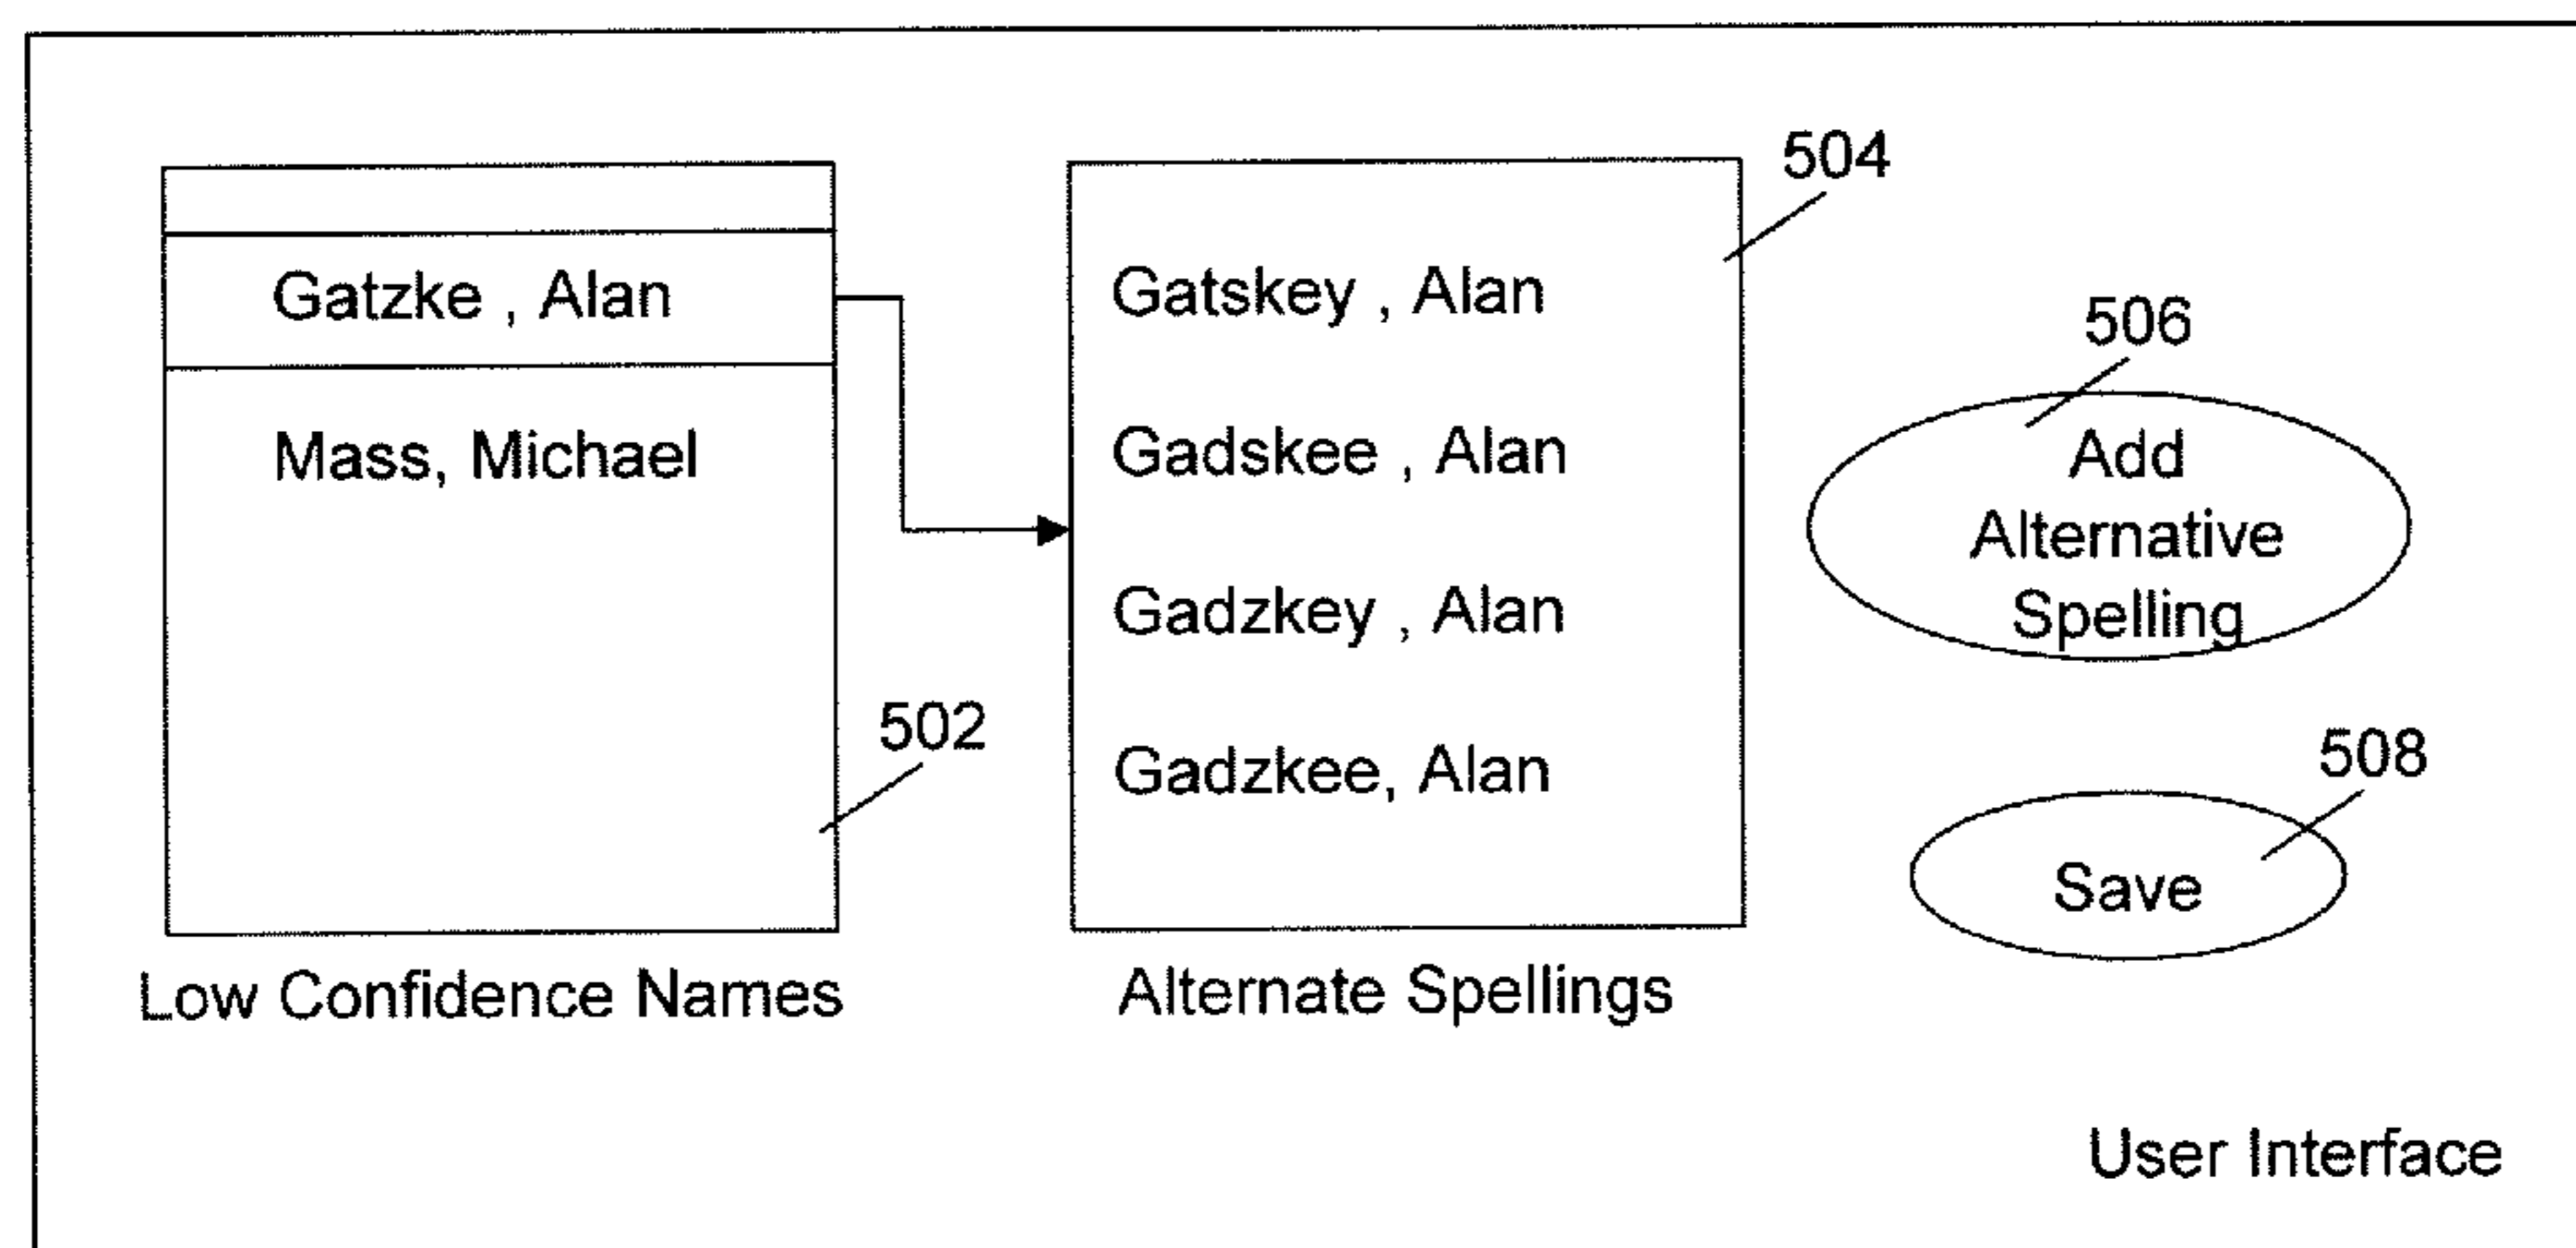 Gatzke , Alan
Mass, Michael
502
Low Confidence Names
504
Gatskey , Alan
Gadskee , Alan
Gadzkey , Alan
Gadzkee, Alan
Alternate Spellings
506
Add
Alternative
Spelling
508
Save
User Interface